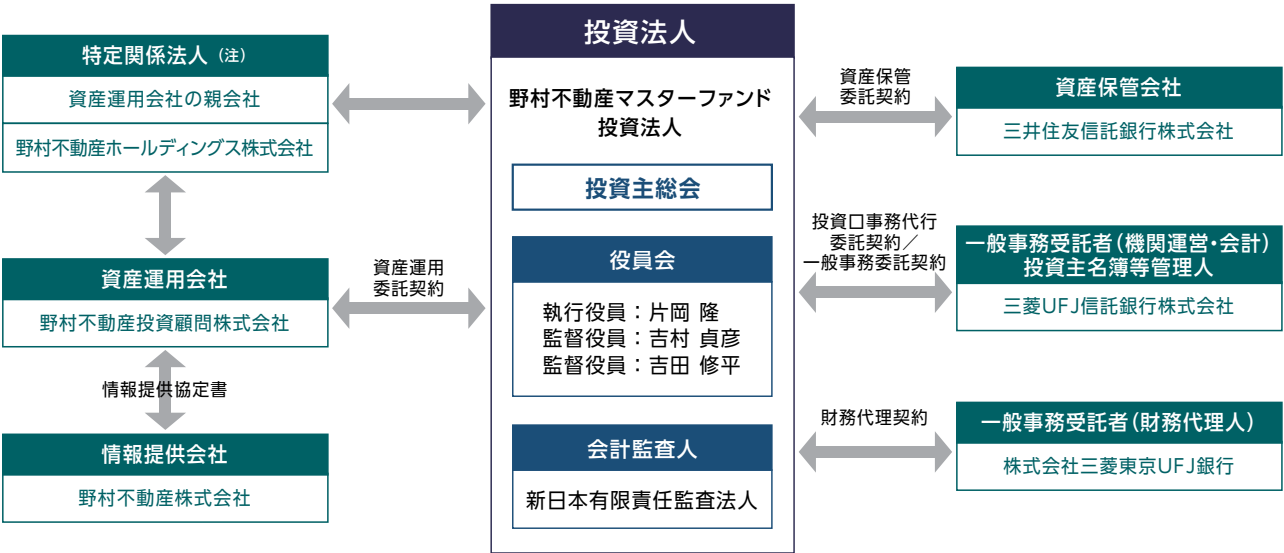 特定関係法人（注）
資産運用会社の親会社
野村不動産ホールディングス株式会社
資産運用会社
野村不動産投資顧問株式会社
情報提供協定書
情報提供会社
野村不動産株式会社
資産運用
委託契約
投資法人
野村不動産マスターファンド
投資法人
投資主総会
役員会
執行役員：片岡 隆
監督役員：吉村 貞彦
監督役員：吉田 修平
会計監査人
新日本有限責任監査法人
資産保管
委託契約
資産保管会社
三井住友信託銀行株式会社
投資口事務代行
委託契約／
一般事務委託契約
一般事務受託者（機関運営・会計）
投資主名簿等管理人
三菱UFJ信託銀行株式会社
財務代理契約
一般事務受託者（財務代理人）
株式会社三菱東京UFJ銀行